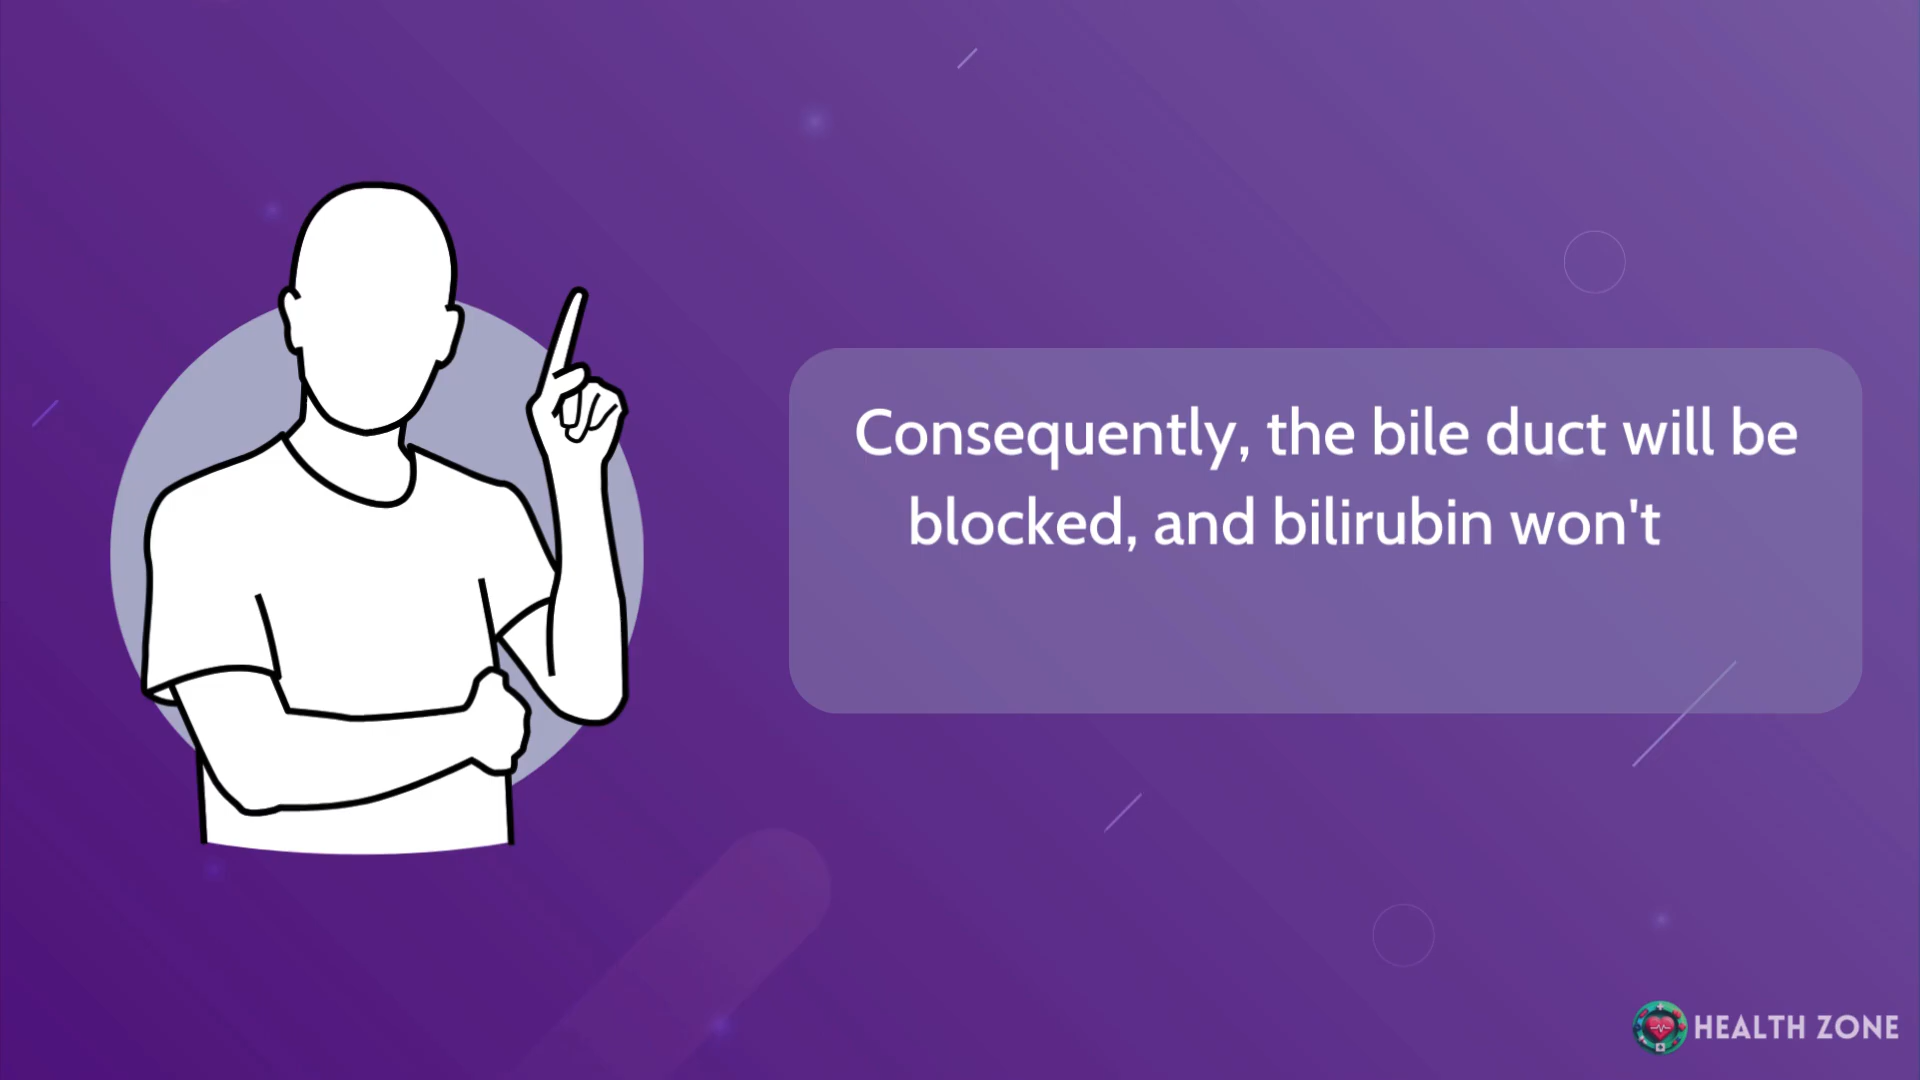 Consequently, the bile duct will be
blocked, and bilirubin won't
HEALTH ZONE